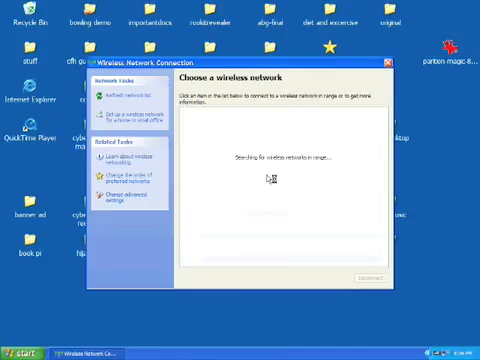 Recycle Bin
bowling demo
importantdocs
rootkitrevealer
abg-final
diet and excercise
original
stuff
cfh gu
partion-magic-8...
Internet Explorer
QuickTime Player
banner ad
book pr
Wireless Network Connection
Network Tasks
Refresh network list
Set up a wireless network
for a home or small office
Related Tasks
Learn about wireless
networking
Change the order of
preferred networks
Change advanced
settings
Choose a wireless network
Click an item in the list below to connect to a wireless network in range or to get more
information.
Searching for wireless networks in range...
start
Wireless Network Co...